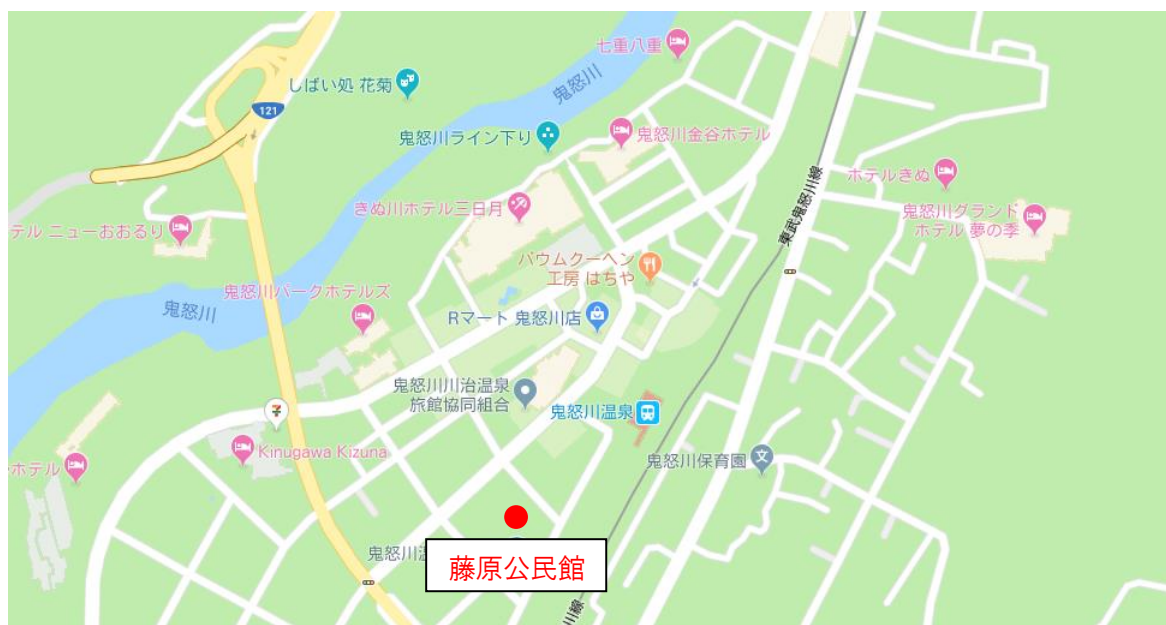 七重八重
しばい処 花菊
鬼怒川
121
鬼怒川ライン下り
鬼怒川金谷ホテル
ホテルきぬ
東武鬼怒川線
きぬ川ホテル三日月
鬼怒川グランド
ホテル 夢の季
テル ニューおおるり
バウムクーヘン
工房 はちや
鬼怒川パークホテルズ
鬼怒川
Rマート 鬼怒川店
鬼怒川川治温泉
旅館協同組合
鬼怒川温泉
Kinugawa Kizuna
鬼怒川保育園
文
ホテル
鬼怒川温
藤原公民館
川線